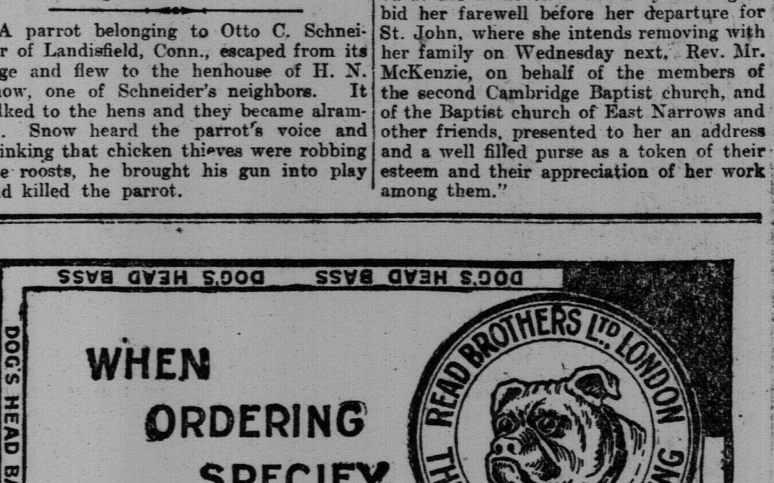 A parrot belonging to Otto C. Schnei-
r of Landisfield, Conn., escaped from its
ge and flew to the henhouse of H. N.
ow, one of Schneider's neighbors. It
lked to the hens and they became alram-
. Snow heard the parrot's voice and
inking that chicken thieves were robbing
e roosts, he brought his gun into play
d killed the parrot.
bid her farewell before her departure for
St. John, where she intends removing with
her family on Wednesday next. Rev. Mr.
McKenzie, on behalf of the members of
the second Cambridge Baptist church, and
of the Baptist church of East Narrows and
other friends, presented to her an address
and a well filled purse as a token of their
esteem and their appreciation of her work
among them."
DOG'S HEAD BASS DOG'S HEAD BASS
DOG'S HEAD BA
WHEN
ORDERING
SPECIFY
READ BROTHERS LTD. LONDON